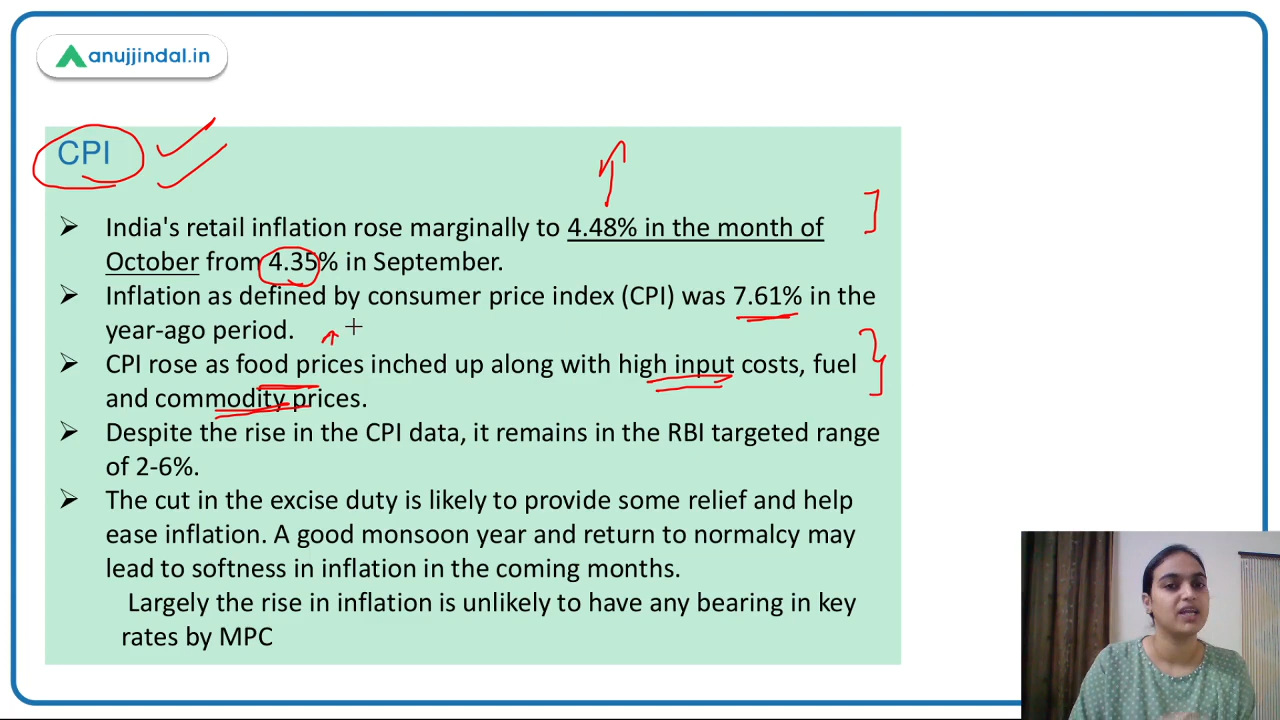 anujjindal.in
CPI
➢ India's retail inflation rose marginally to 4.48% in the month of
October from 4.35% in September.
➢ Inflation as defined by consumer price index (CPI) was 7.61% in the
year-ago period.
➢ CPI rose as food prices inched up along with high input costs, fuel
and commodity prices.
➢ Despite the rise in the CPI data, it remains in the RBI targeted range
of 2-6%.
➢ The cut in the excise duty is likely to provide some relief and help
ease inflation. A good monsoon year and return to normalcy may
lead to softness in inflation in the coming months.
Largely the rise in inflation is unlikely to have any bearing in key
rates by MPC